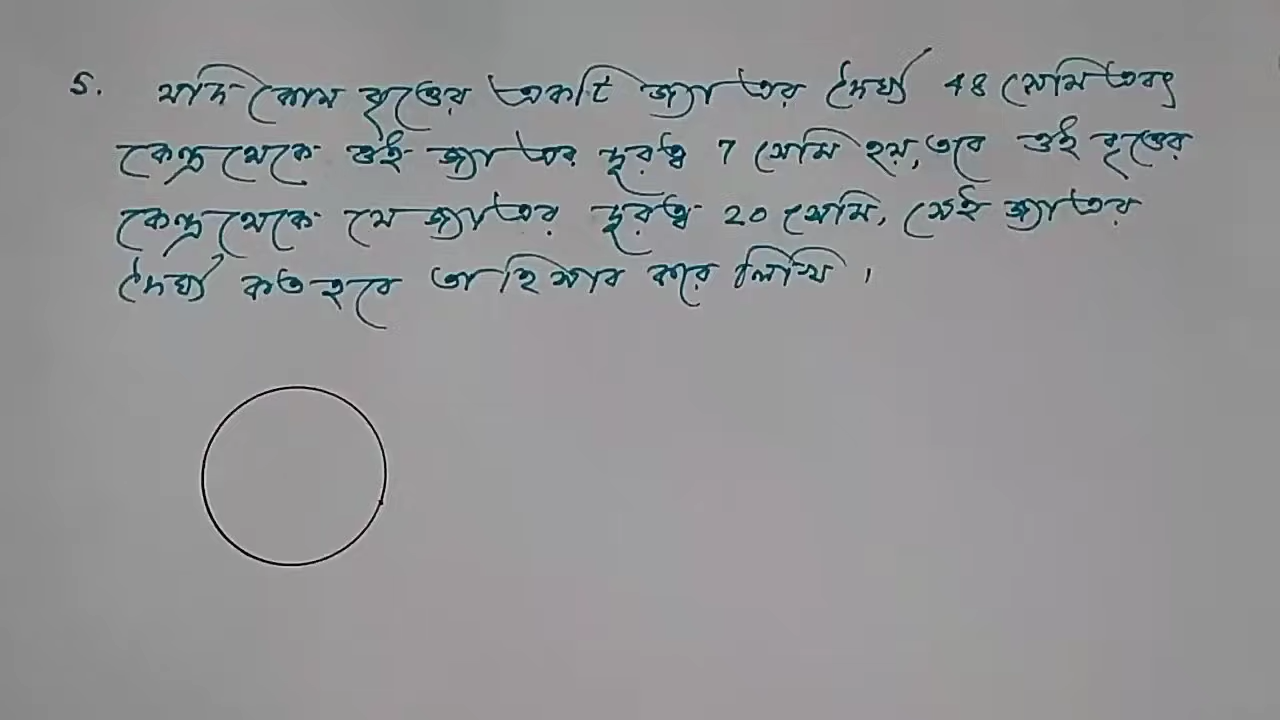 5. যদি কোন বৃত্তের একটি জ্যা এর দৈর্ঘ্য 48 সেমি এবং
কেন্দ্র থেকে ওই জ্যা এর দূরত্ব 7 সেমি হয়, তবে ওই বৃত্তের
কেন্দ্র থেকে যে জ্যা এর দূরত্ব 20 সেমি, সেই জ্যা এর
দৈর্ঘ্য কত হবে তা হিসাব করে লিখি।